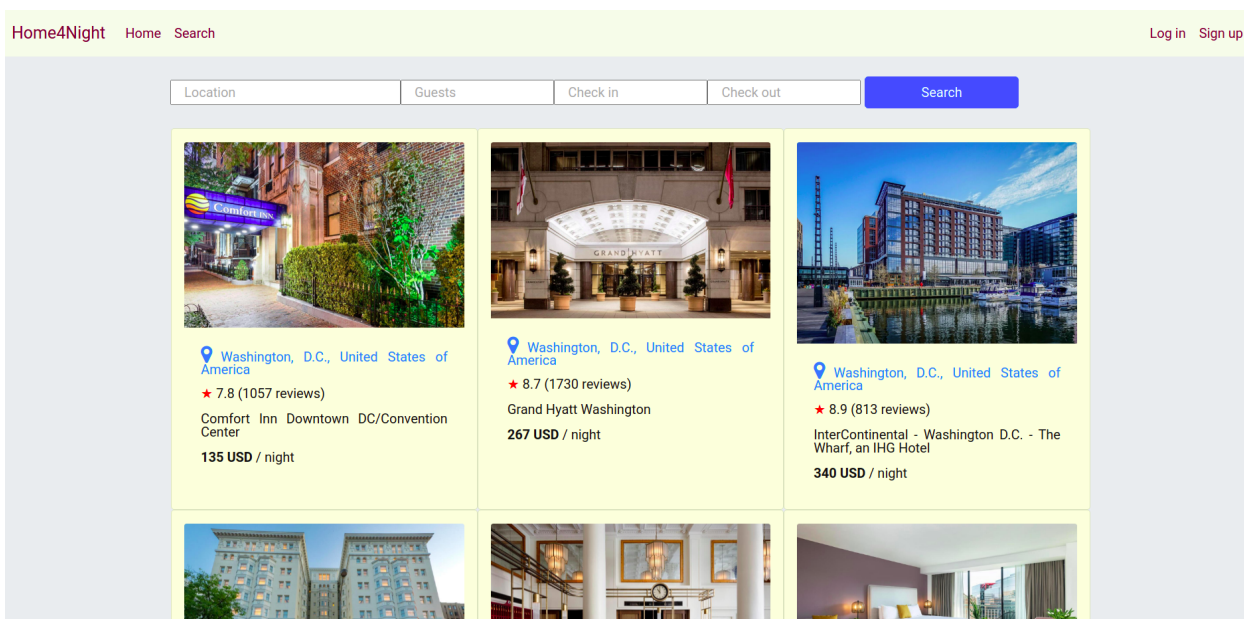 Home4Night Home Search Log in Sign up
Location Guests Check in Check out Search
Comfort INN
GRAND HYATT
Washington, D.C., United States of
America
★ 7.8 (1057 reviews)
Comfort Inn Downtown DC/Convention
Center
135 USD / night
Washington, D.C., United States of
America
★ 8.7 (1730 reviews)
Grand Hyatt Washington
267 USD / night
Washington, D.C., United States of
America
★ 8.9 (813 reviews)
InterContinental - Washington D.C. - The
Wharf, an IHG Hotel
340 USD / night